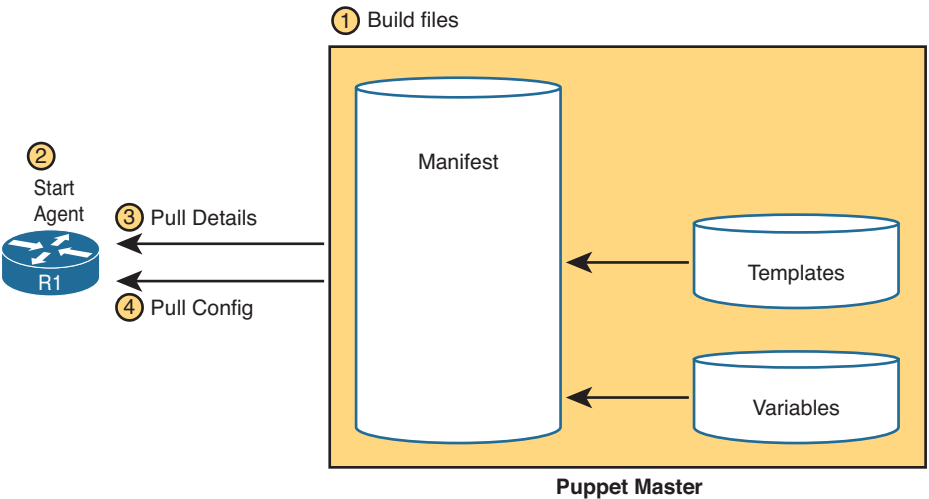 1 Build files
Manifest
2
Start
Agent
3 Pull Details
Templates
R1
4 Pull Config
Variables
Puppet Master